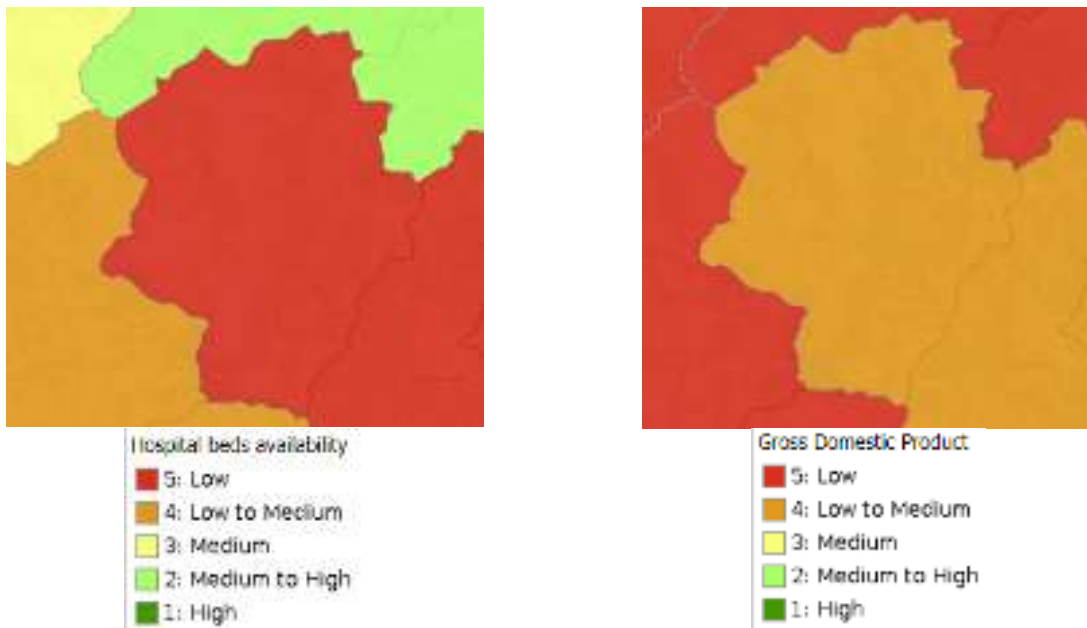 Hospital beds availability
5: Low
4: Low to Medium
3: Medium
2: Medium to High
1: High
Gross Domestic Product
5: Low
4: Low to Medium
3: Medium
2: Medium to High
1: High